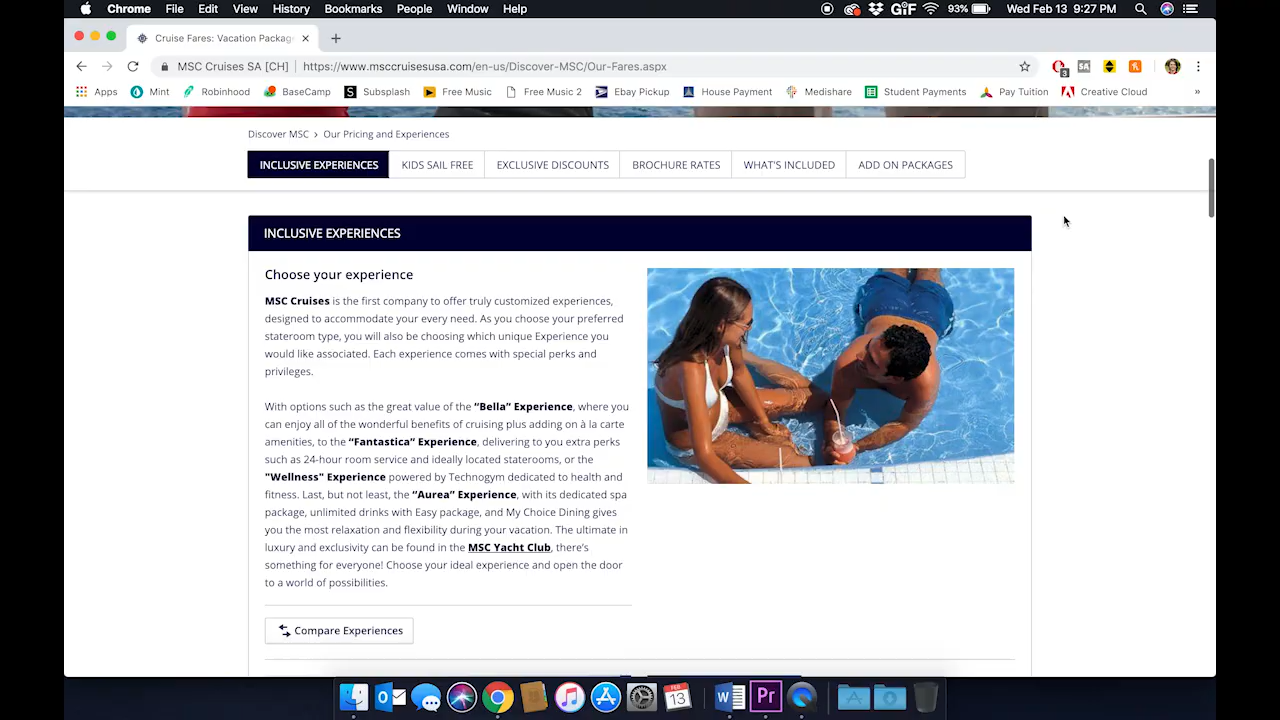 Chrome File Edit View History Bookmarks People Window Help GiF 93% Wed Feb 13 9:27 PM
Cruise Fares: Vacation Packag
MSC Cruises SA [CH] https://www.msccruisesusa.com/en-us/Discover-MSC/Our-Fares.aspx
Apps Mint Robinhood BaseCamp Subsplash Free Music Free Music 2 Ebay Pickup House Payment Medishare Student Payments Pay Tuition Creative Cloud »
Discover MSC > Our Pricing and Experiences
INCLUSIVE EXPERIENCES KIDS SAIL FREE EXCLUSIVE DISCOUNTS BROCHURE RATES WHAT'S INCLUDED ADD ON PACKAGES
INCLUSIVE EXPERIENCES
Choose your experience
MSC Cruises is the first company to offer truly customized experiences,
designed to accommodate your every need. As you choose your preferred
stateroom type, you will also be choosing which unique Experience you
would like associated. Each experience comes with special perks and
privileges.
With options such as the great value of the “Bella” Experience, where you
can enjoy all of the wonderful benefits of cruising plus adding on à la carte
amenities, to the “Fantastica” Experience, delivering to you extra perks
such as 24-hour room service and ideally located staterooms, or the
"Wellness" Experience powered by Technogym dedicated to health and
fitness. Last, but not least, the “Aurea” Experience, with its dedicated spa
package, unlimited drinks with Easy package, and My Choice Dining gives
you the most relaxation and flexibility during your vacation. The ultimate in
luxury and exclusivity can be found in the MSC Yacht Club, there’s
something for everyone! Choose your ideal experience and open the door
to a world of possibilities.
Compare Experiences
FEB
13
W
Pr